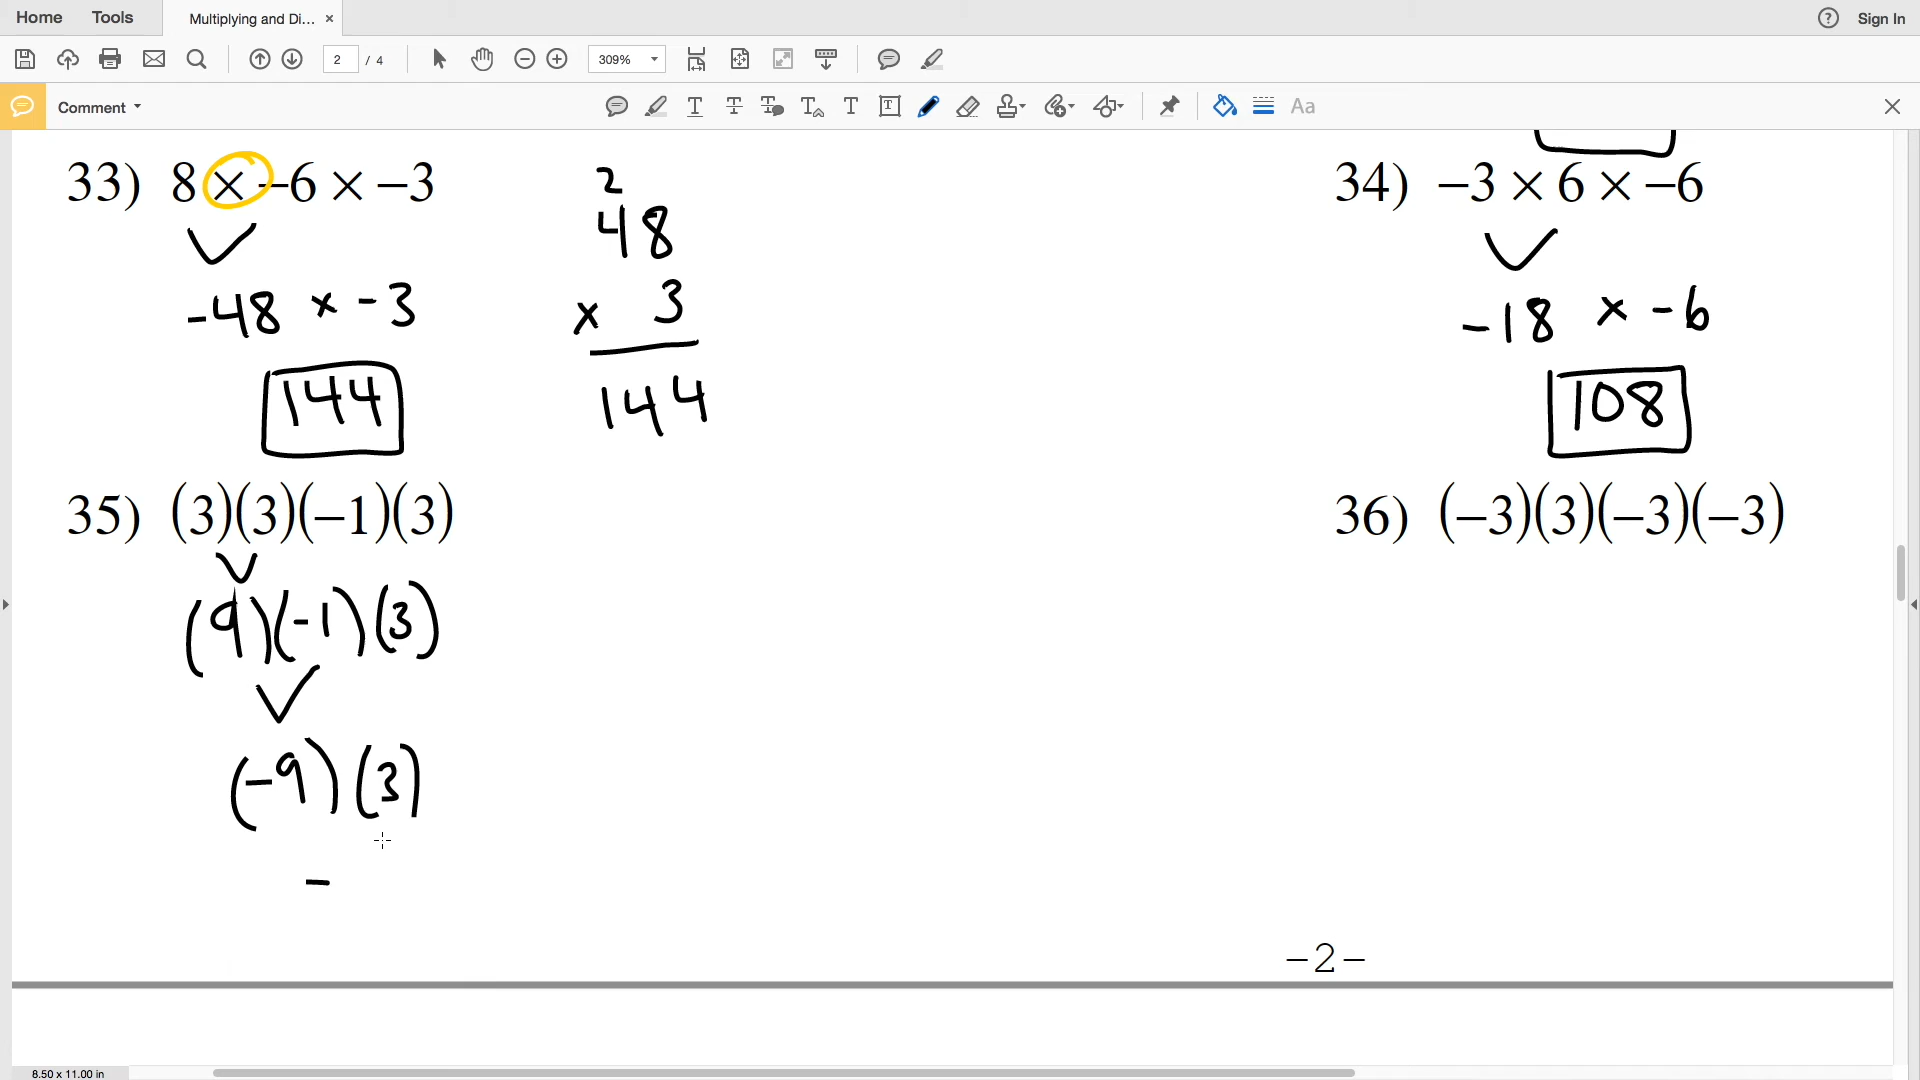 Home Tools Multiplying and Di... × ? Sign In
2 / 4 309%
Comment T T T T T T Aa
33) 8 × −6 × −3
-48 x -3
144
2
48
x 3
144
34) −3 × 6 × −6
-18 x -6
108
35) (3)(3)(−1)(3)
(9)(-1)(3)
(-9)(3)
-
36) (−3)(3)(−3)(−3)
-2-
8.50 x 11.00 in